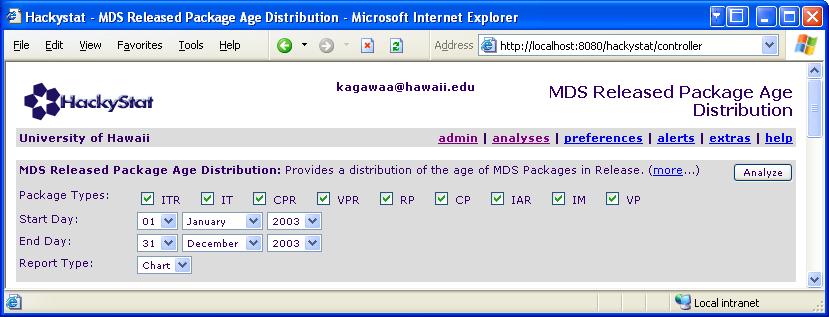 Hackystat - MDS Released Package Age Distribution - Microsoft Internet Explorer
File Edit View Favorites Tools Help Address http://localhost:8080/hackystat/controller
HackyStat
kagawaa@hawaii.edu
MDS Released Package Age
Distribution
University of Hawaii admin | analyses | preferences | alerts | extras | help
MDS Released Package Age Distribution: Provides a distribution of the age of MDS Packages in Release. (more...) Analyze
Package Types: ITR IT CPR VPR RP CP IAR IM VP
Start Day: 01 January 2003
End Day: 31 December 2003
Report Type: Chart
Local intranet